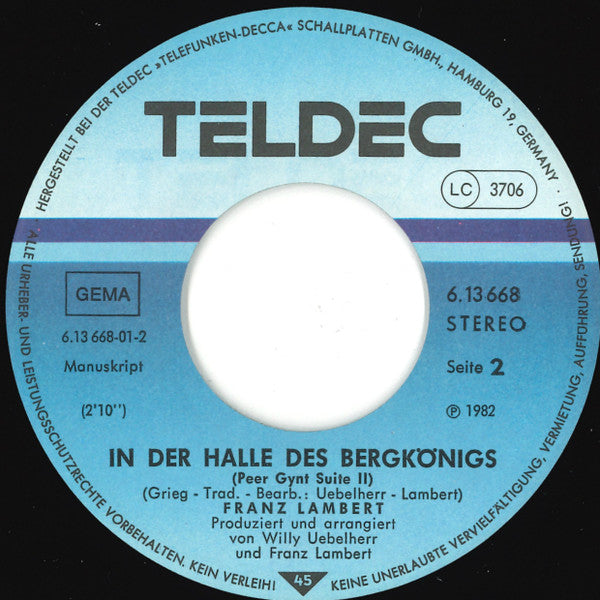 HERGESTELLT BEI DER TELDEC »TELEFUNKEN-DECCA« SCHALLPLATTEN GMBH., HAMBURG 19, GERMANY
TELDEC
LC 3706
GEMA
6.13 668-01-2
Manuskript
(2'10'')
6.13 668
STEREO
Seite 2
℗ 1982
IN DER HALLE DES BERGKÖNIGS
(Peer Gynt Suite II)
(Grieg - Trad. - Bearb.: Uebelherr - Lambert)
FRANZ LAMBERT
Produziert und arrangiert
von Willy Uebelherr
und Franz Lambert
45
ALLE URHEBER- UND LEISTUNGSSCHUTZRECHTE VORBEHALTEN. KEIN VERLEIH! KEINE UNERLAUBTE VERVIELFÄLTIGUNG, VERMIETUNG, AUFFÜHRUNG, SENDUNG!